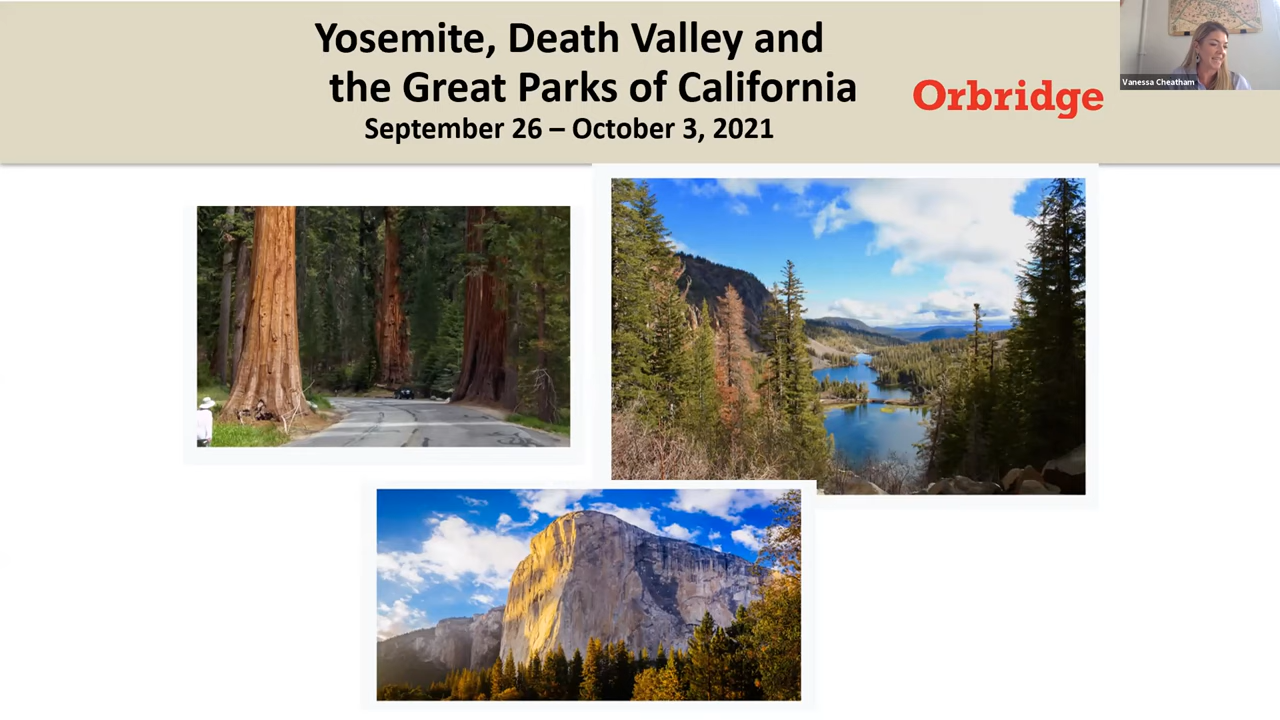 Yosemite, Death Valley and
the Great Parks of California
September 26 – October 3, 2021
Orbridge
Vanessa Cheatham